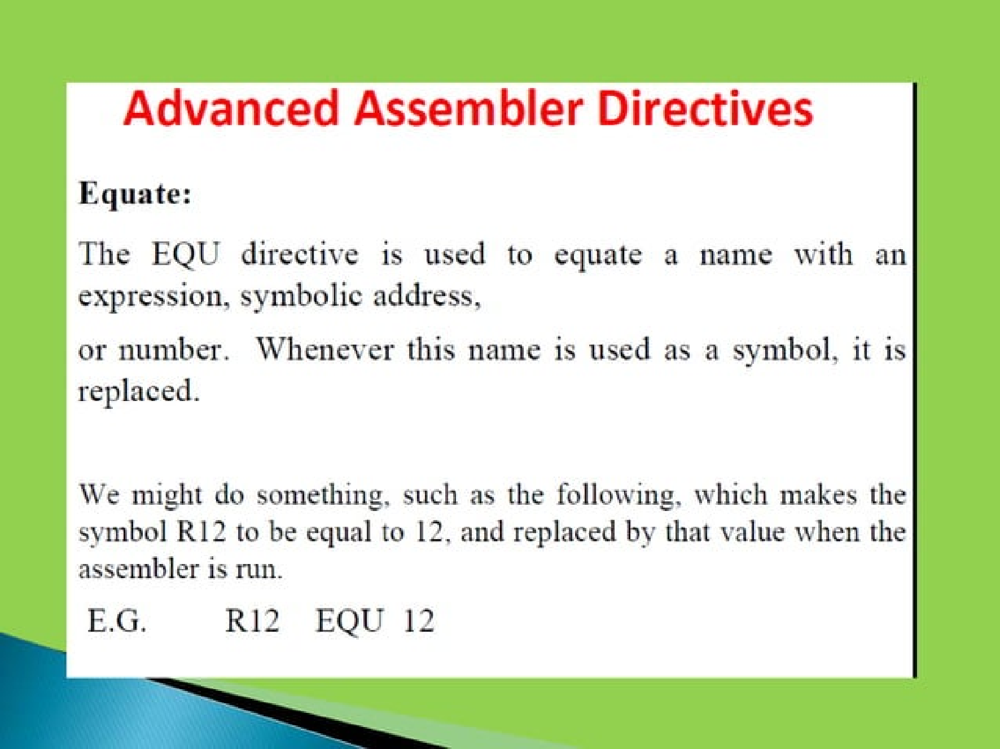 Advanced Assembler Directives
Equate:
The EQU directive is used to equate a name with an
expression, symbolic address,
or number. Whenever this name is used as a symbol, it is
replaced.
We might do something, such as the following, which makes the
symbol R12 to be equal to 12, and replaced by that value when the
assembler is run.
E.G. R12 EQU 12